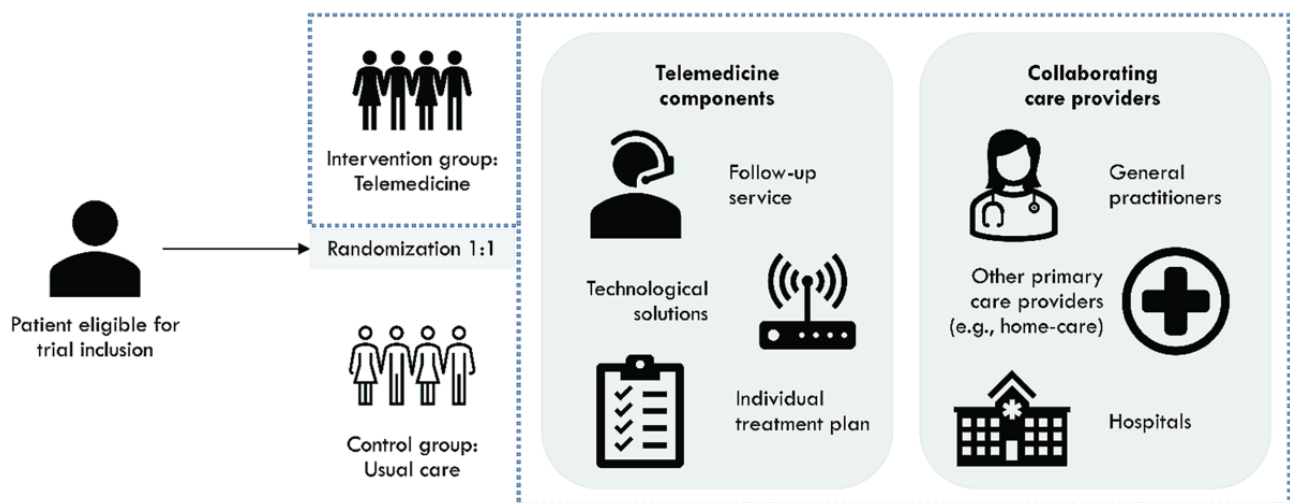 Patient eligible for
trial inclusion
Intervention group:
Telemedicine
Randomization 1:1
Control group:
Usual care
Telemedicine
components
Follow-up
service
Technological
solutions
Individual
treatment plan
Collaborating
care providers
General
practitioners
Other primary
care providers
(e.g., home-care)
Hospitals